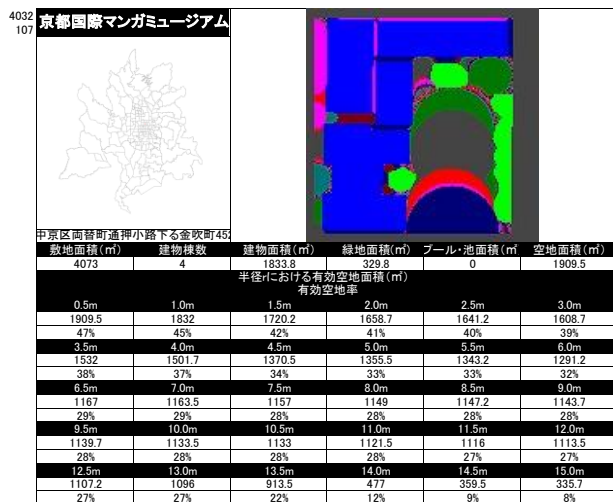 4032
107
京都国際マンガミュージアム
中京区両替町通押小路下る金吹町452
敷地面積(㎡) 建物棟数 建物面積(㎡) 緑地面積(㎡) プール・池面積(㎡ 空地面積(㎡)
4073 4 1833.8 329.8 0 1909.5
半径rにおける有効空地面積(㎡)
有効空地率
0.5m 1.0m 1.5m 2.0m 2.5m 3.0m
1909.5 1832 1720.2 1658.7 1641.2 1608.7
47% 45% 42% 41% 40% 39%
3.5m 4.0m 4.5m 5.0m 5.5m 6.0m
1532 1501.7 1370.5 1355.5 1343.2 1291.2
38% 37% 34% 33% 33% 32%
6.5m 7.0m 7.5m 8.0m 8.5m 9.0m
1167 1163.5 1157 1149 1147.2 1143.7
29% 29% 28% 28% 28% 28%
9.5m 10.0m 10.5m 11.0m 11.5m 12.0m
1139.7 1133.5 1133 1121.5 1116 1113.5
28% 28% 28% 28% 27% 27%
12.5m 13.0m 13.5m 14.0m 14.5m 15.0m
1107.2 1096 913.5 477 359.5 335.7
27% 27% 22% 12% 9% 8%